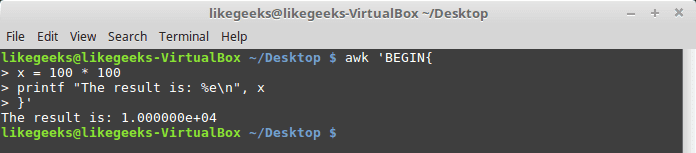 likegeeks@likegeeks-VirtualBox ~/Desktop
File Edit View Search Terminal Help
likegeeks@likegeeks-VirtualBox ~/Desktop $ awk 'BEGIN{
> x = 100 * 100
> printf "The result is: %e\n", x
> }'
The result is: 1.000000e+04
likegeeks@likegeeks-VirtualBox ~/Desktop $